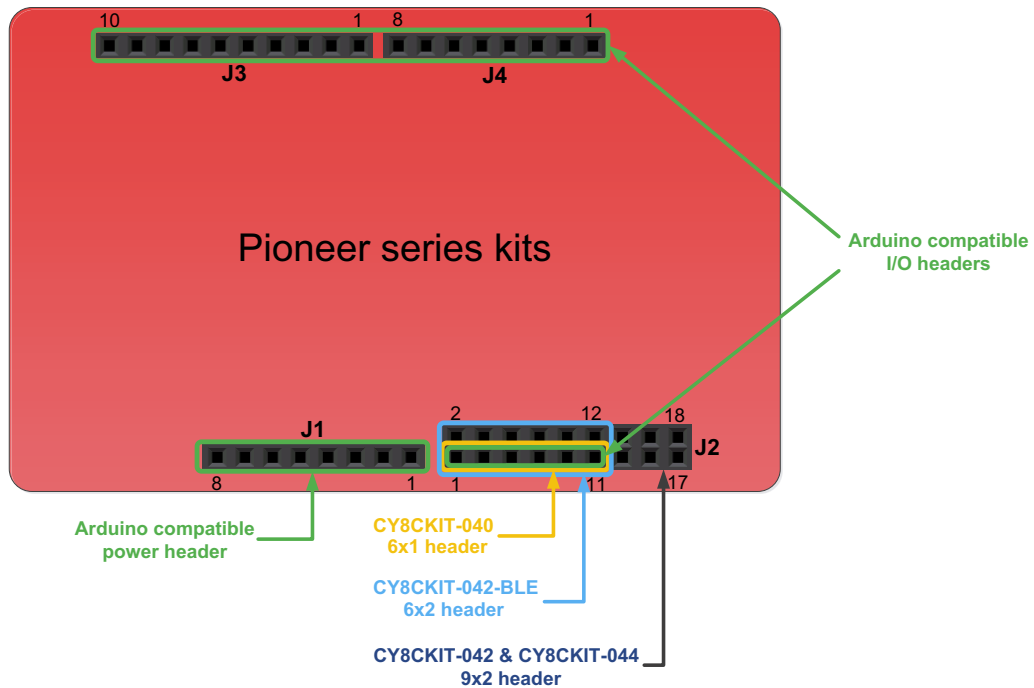 10 1 8 1
J3 J4
Pioneer series kits
Arduino compatible
I/O headers
2 12 18
J1
J2
8 1 1 11 17
Arduino compatible
power header
CY8CKIT-040
6x1 header
CY8CKIT-042-BLE
6x2 header
CY8CKIT-042 & CY8CKIT-044
9x2 header